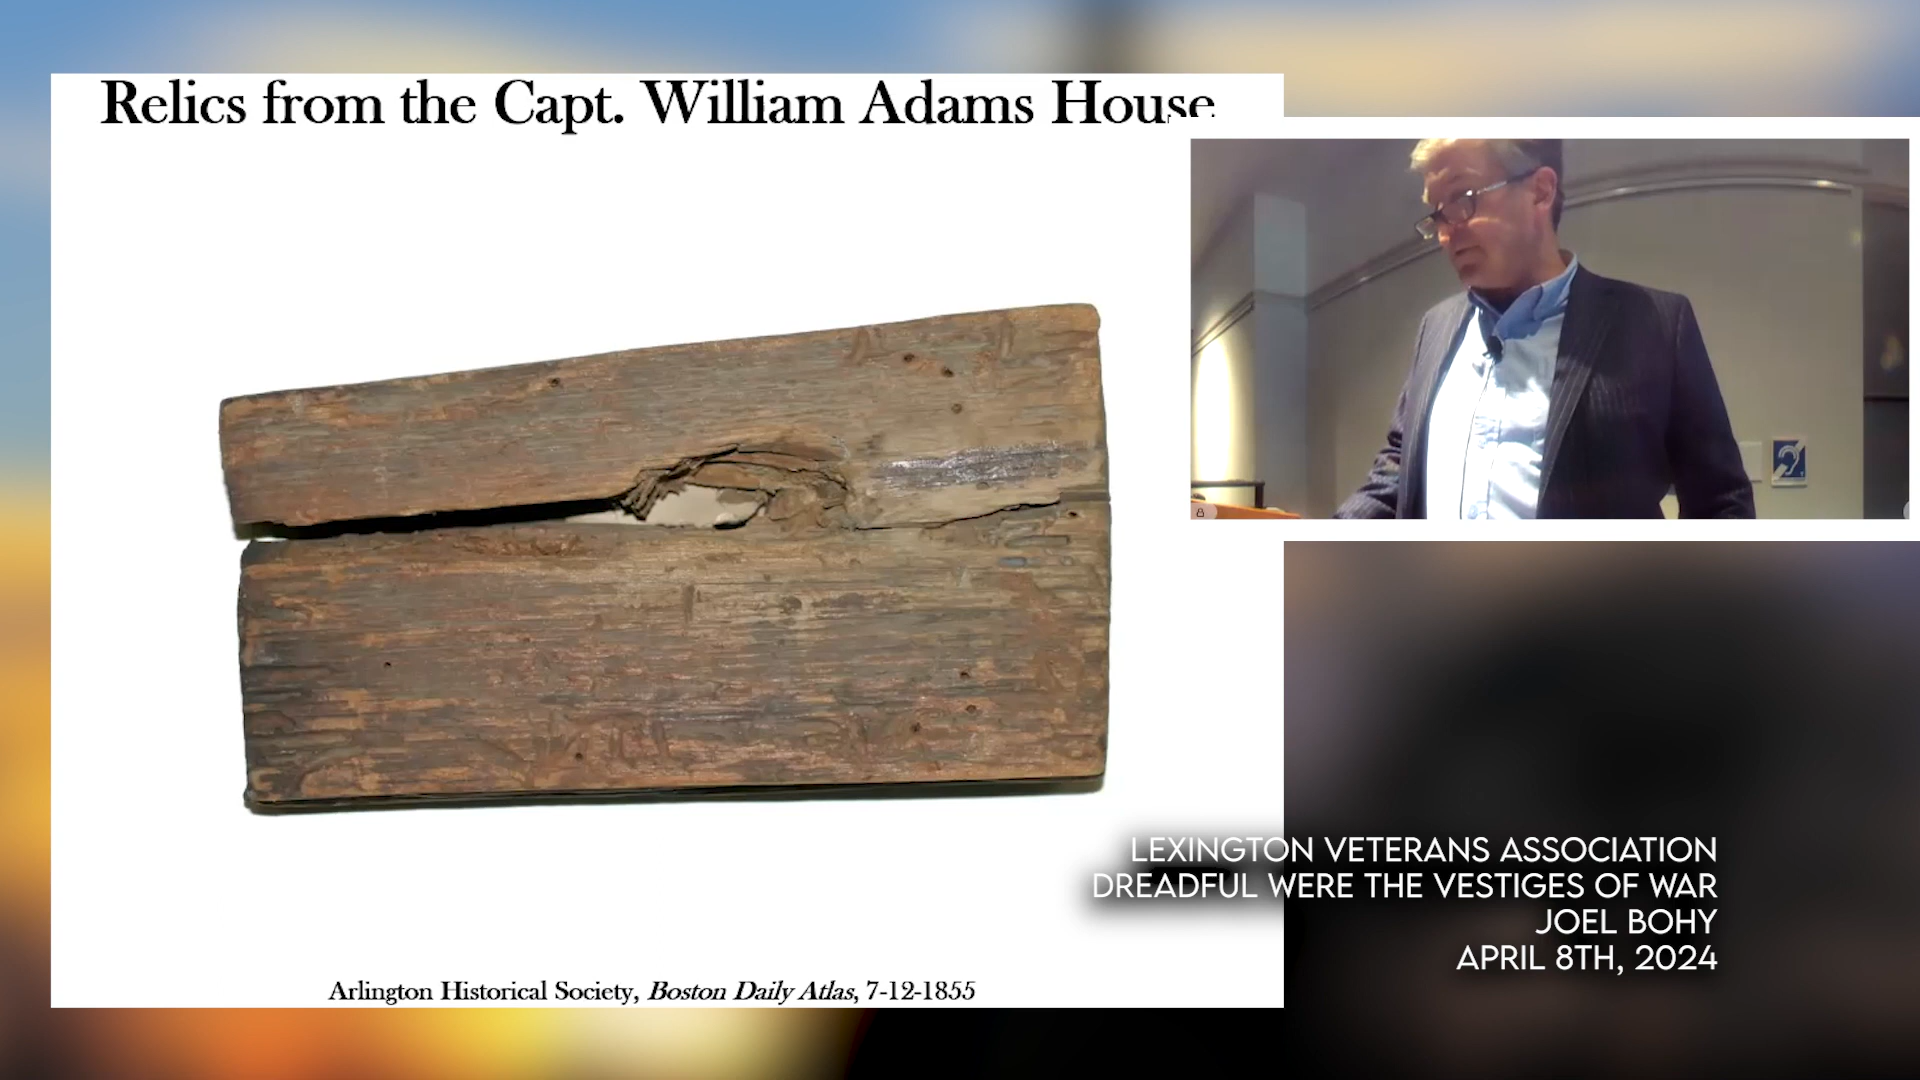 Relics from the Capt. William Adams House
LEXINGTON VETERANS ASSOCIATION
DREADFUL WERE THE VESTIGES OF WAR
JOEL BOHY
APRIL 8TH, 2024
Arlington Historical Society, Boston Daily Atlas, 7-12-1855